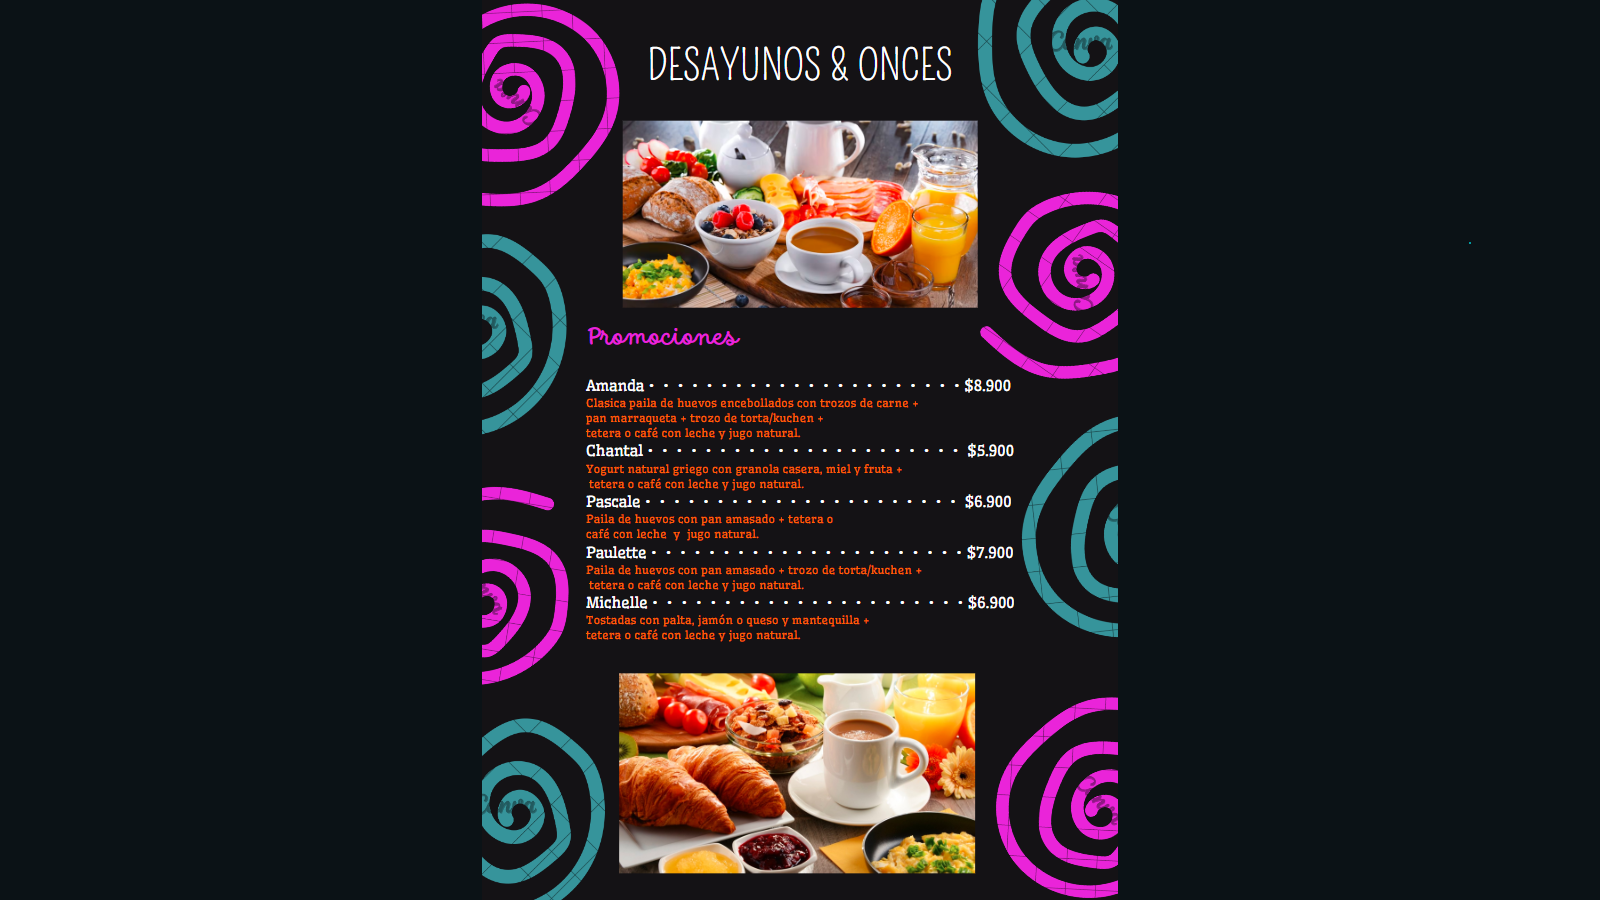 DESAYUNOS & ONCES
Promociones
Amanda . . . . . . . . . . . . . . . . . . . . . . $8.900
Clasica paila de huevos encebollados con trozos de carne +
pan marraqueta + trozo de torta/kuchen +
tetera o café con leche y jugo natural.
Chantal . . . . . . . . . . . . . . . . . . . . . . $5.900
Yogurt natural griego con granola casera, miel y fruta +
tetera o café con leche y jugo natural.
Pascale . . . . . . . . . . . . . . . . . . . . . . $6.900
Paila de huevos con pan amasado + tetera o
café con leche y jugo natural.
Paulette . . . . . . . . . . . . . . . . . . . . . . $7.900
Paila de huevos con pan amasado + trozo de torta/kuchen +
tetera o café con leche y jugo natural.
Michelle . . . . . . . . . . . . . . . . . . . . . . $6.900
Tostadas con palta, jamón o queso y mantequilla +
tetera o café con leche y jugo natural.
Canva
Canva
Canva
Canva